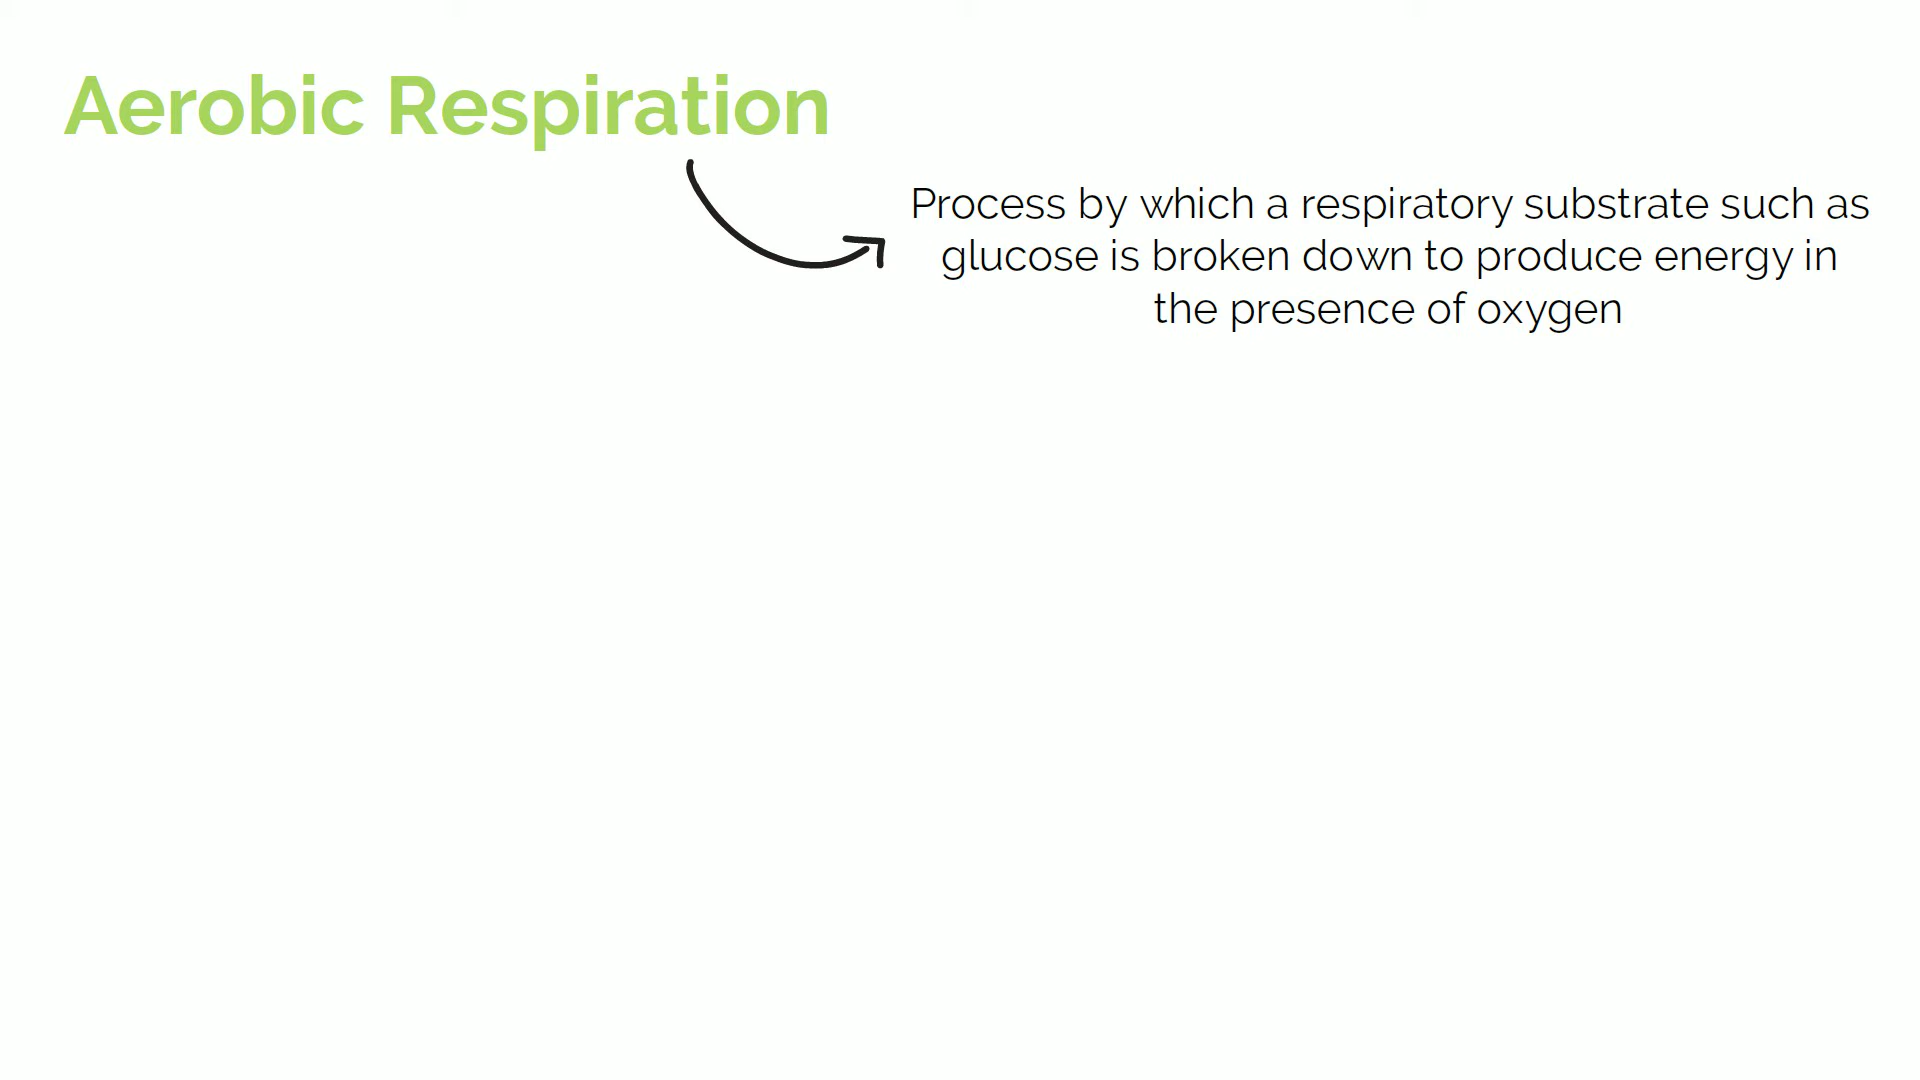 Aerobic Respiration
Process by which a respiratory substrate such as
glucose is broken down to produce energy in
the presence of oxygen